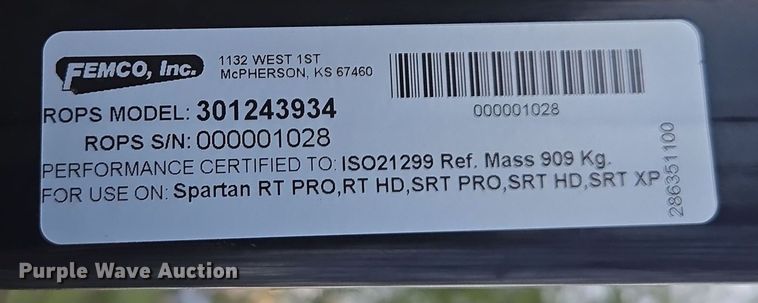 FEMCO, Inc.
1132 WEST 1ST
McPHERSON, KS 67460
000001028
ROPS MODEL: 301243934
ROPS S/N: 000001028
PERFORMANCE CERTIFIED TO: ISO21299 Ref. Mass 909 Kg.
FOR USE ON: Spartan RT PRO,RT HD,SRT PRO,SRT HD,SRT XP
286351100
Purple Wave Auction